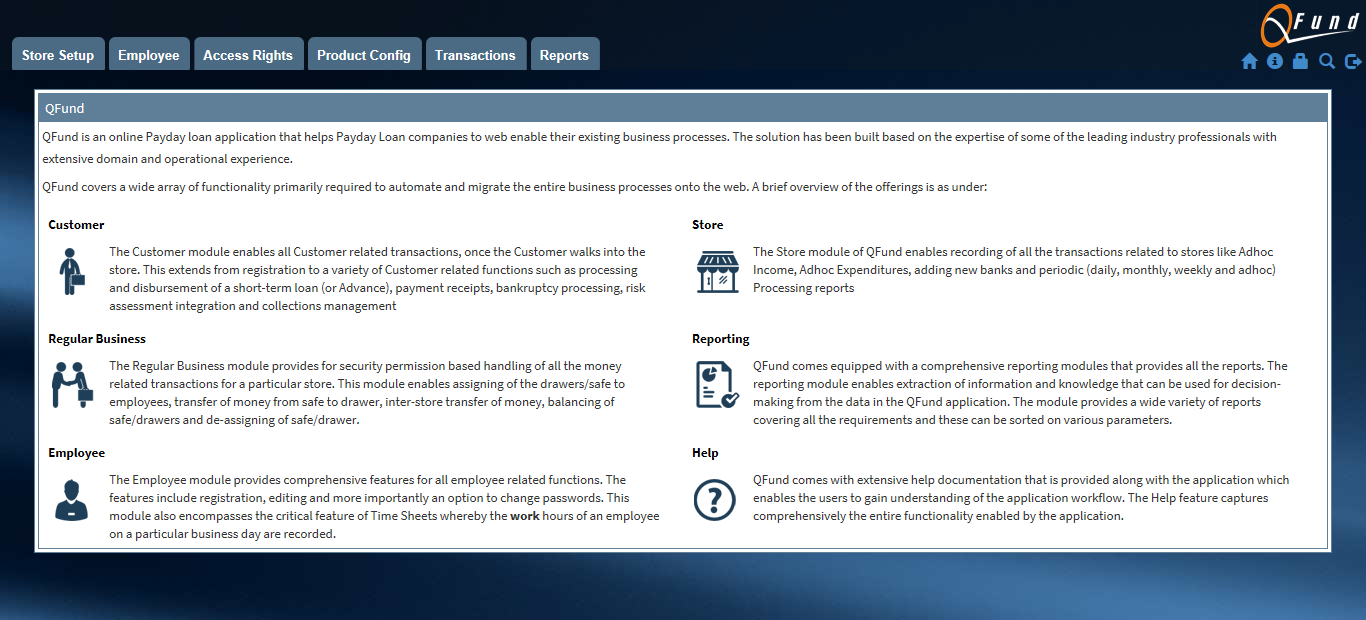 QFund
Store Setup Employee Access Rights Product Config Transactions Reports
QFund
QFund is an online Payday loan application that helps Payday Loan companies to web enable their existing business processes. The solution has been built based on the expertise of some of the leading industry professionals with
extensive domain and operational experience.
QFund covers a wide array of functionality primarily required to automate and migrate the entire business processes onto the web. A brief overview of the offerings is as under:
Customer
The Customer module enables all Customer related transactions, once the Customer walks into the
store. This extends from registration to a variety of Customer related functions such as processing
and disbursement of a short-term loan (or Advance), payment receipts, bankruptcy processing, risk
assessment integration and collections management
Store
The Store module of QFund enables recording of all the transactions related to stores like Adhoc
Income, Adhoc Expenditures, adding new banks and periodic (daily, monthly, weekly and adhoc)
Processing reports
Regular Business
The Regular Business module provides for security permission based handling of all the money
related transactions for a particular store. This module enables assigning of the drawers/safe to
employees, transfer of money from safe to drawer, inter-store transfer of money, balancing of
safe/drawers and de-assigning of safe/drawer.
Reporting
QFund comes equipped with a comprehensive reporting modules that provides all the reports. The
reporting module enables extraction of information and knowledge that can be used for decision-
making from the data in the QFund application. The module provides a wide variety of reports
covering all the requirements and these can be sorted on various parameters.
Employee
The Employee module provides comprehensive features for all employee related functions. The
features include registration, editing and more importantly an option to change passwords. This
module also encompasses the critical feature of Time Sheets whereby the work hours of an employee
on a particular business day are recorded.
Help
QFund comes with extensive help documentation that is provided along with the application which
enables the users to gain understanding of the application workflow. The Help feature captures
comprehensively the entire functionality enabled by the application.